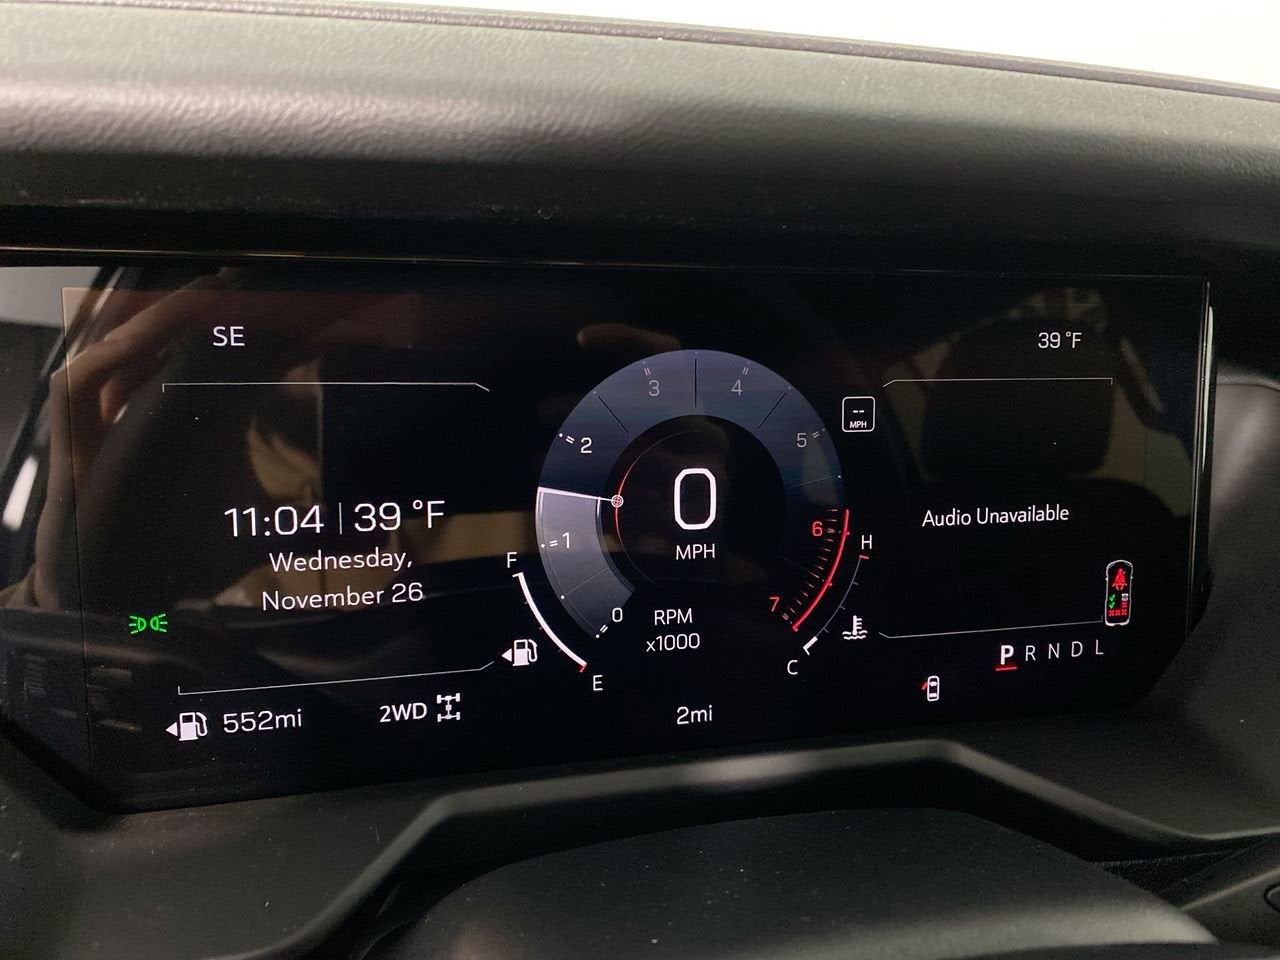 SE
39 °F
3
4
2
5
-- MPH
0
MPH
11:04 | 39 °F
Wednesday,
November 26
Audio Unavailable
1
6
H
F
7
0
RPM
x1000
C
E
P R N D L
552mi
2WD
2mi